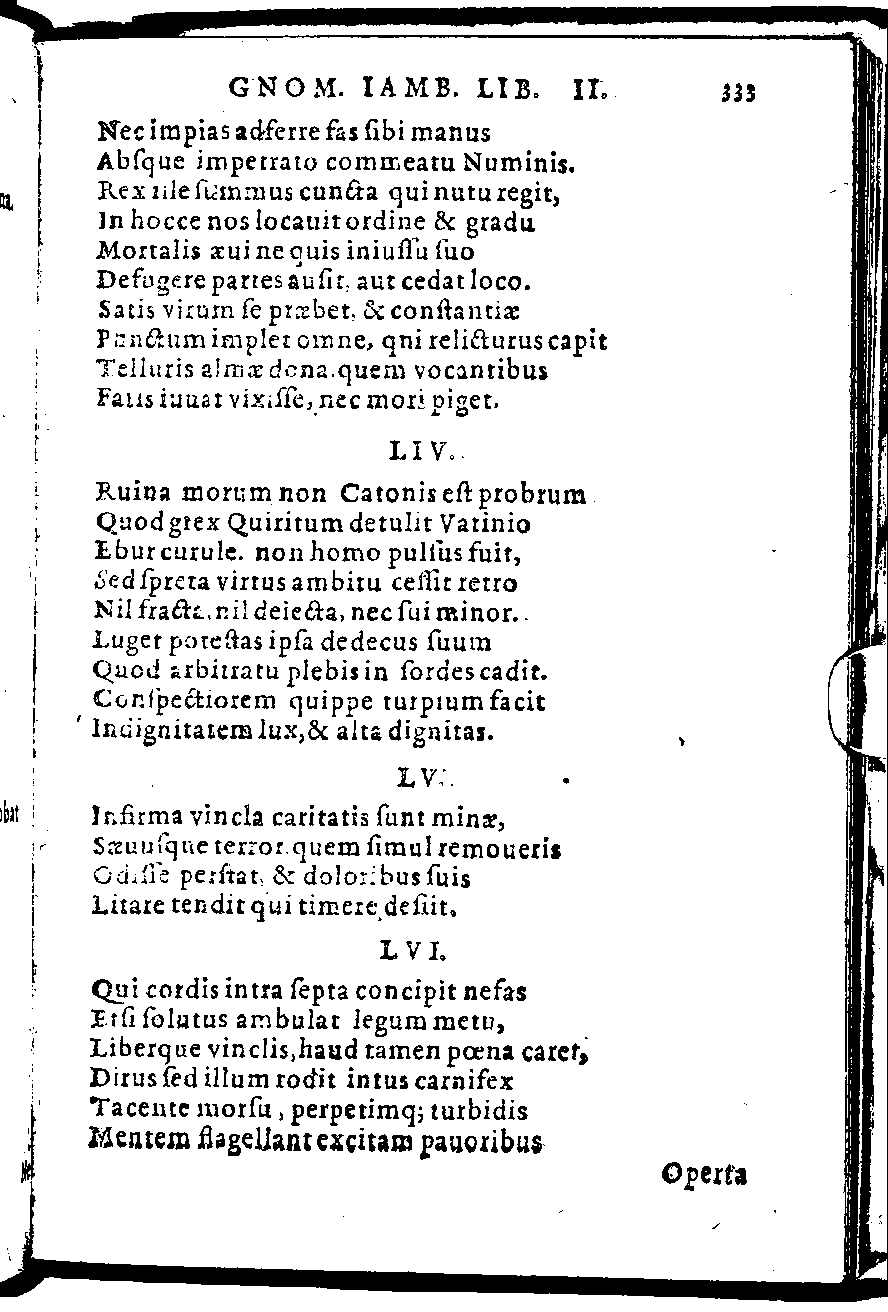 GNOM. IAMB. LIB. II. 333
Nec impias adferre fas ſibi manus
Abſque impetrato commeatu Numinis.
Rex ille ſummus cuncta qui nutu regit,
In hocce nos locauit ordine & gradu
Mortalis æui ne quis iniuſſu ſuo
Defugere partes auſit, aut cedat loco.
Satis virum ſe præbet, & conſtantiæ
Punctum implet omne, qni relicturus capit
Telluris almæ dona. quem vocantibus
Fatis iuuat vixiſſe, nec mori piget.
LIV.
Ruina morum non Catonis eſt probrum
Quod grex Quiritum detulit Vatinio
Ebur curule. non homo pulſus fuit,
Sed ſpreta virtus ambitu ceſſit retro
Nil fracta, nil deiecta, nec ſui minor.
Luget poteſtas ipſa dedecus ſuum
Quod arbitratu plebis in ſordes cadit.
Conſpectiorem quippe turpium facit
Indignitatem lux, & alta dignitas.
LV.
Infirma vincla caritatis ſunt minæ,
Sæuuſque terror. quem ſimul remoueris
Odiſſe perſtat, & doloribus ſuis
Litare tendit qui timere deſiit.
LVI.
Qui cordis intra ſepta concipit nefas
Etſi ſolutus ambulat legum metu,
Liberque vinclis, haud tamen pœna caret,
Dirus ſed illum rodit intus carnifex
Tacente morſu, perpetimq; turbidis
Mentem flagellant excitam pauoribus
Operta